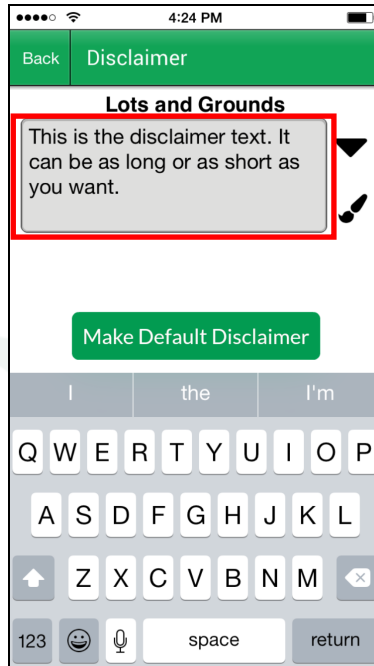 4:24 PM
Back Disclaimer
Lots and Grounds
This is the disclaimer text. It
can be as long or as short as
you want.
Make Default Disclaimer
I the I'm
Q W E R T Y U I O P
A S D F G H J K L
Z X C V B N M
123 space return